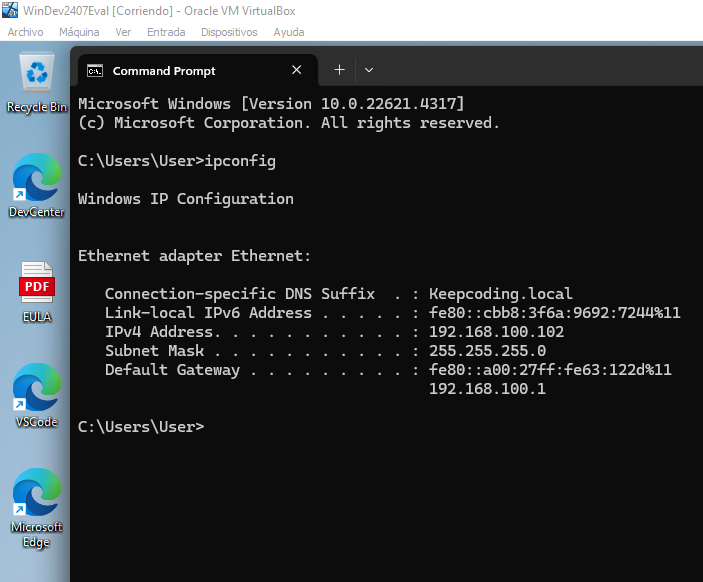 WinDev2407Eval [Corriendo] - Oracle VM VirtualBox
Archivo Máquina Ver Entrada Dispositivos Ayuda
Recycle Bin
DevCenter
PDF
EULA
VSCode
Microsoft
Edge
C:\.
Command Prompt
Microsoft Windows [Version 10.0.22621.4317]
(c) Microsoft Corporation. All rights reserved.
C:\Users\User>ipconfig
Windows IP Configuration
Ethernet adapter Ethernet:
Connection-specific DNS Suffix . : Keepcoding.local
Link-local IPv6 Address . . . . . : fe80::cbb8:3f6a:9692:7244%11
IPv4 Address. . . . . . . . . . . : 192.168.100.102
Subnet Mask . . . . . . . . . . . : 255.255.255.0
Default Gateway . . . . . . . . . : fe80::a00:27ff:fe63:122d%11
192.168.100.1
C:\Users\User>